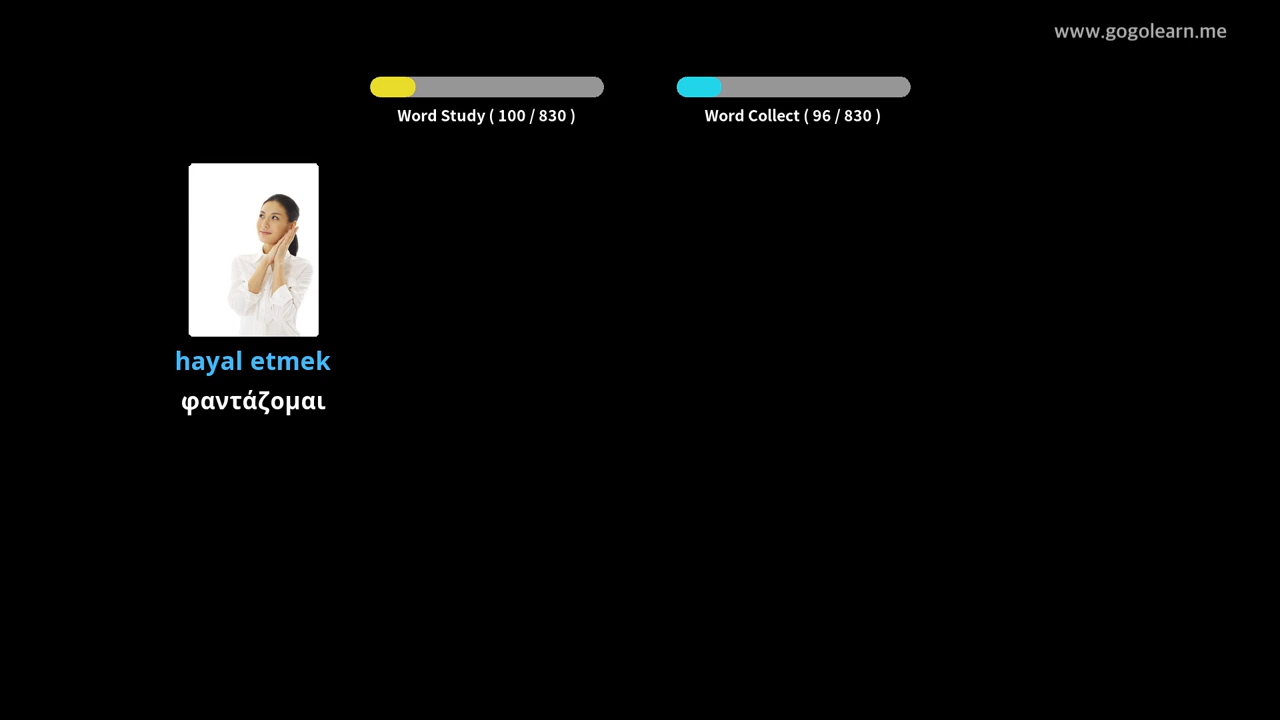 www.gogolearn.me
Word Study ( 100 / 830 )
Word Collect ( 96 / 830 )
hayal etmek
φαντάζομαι